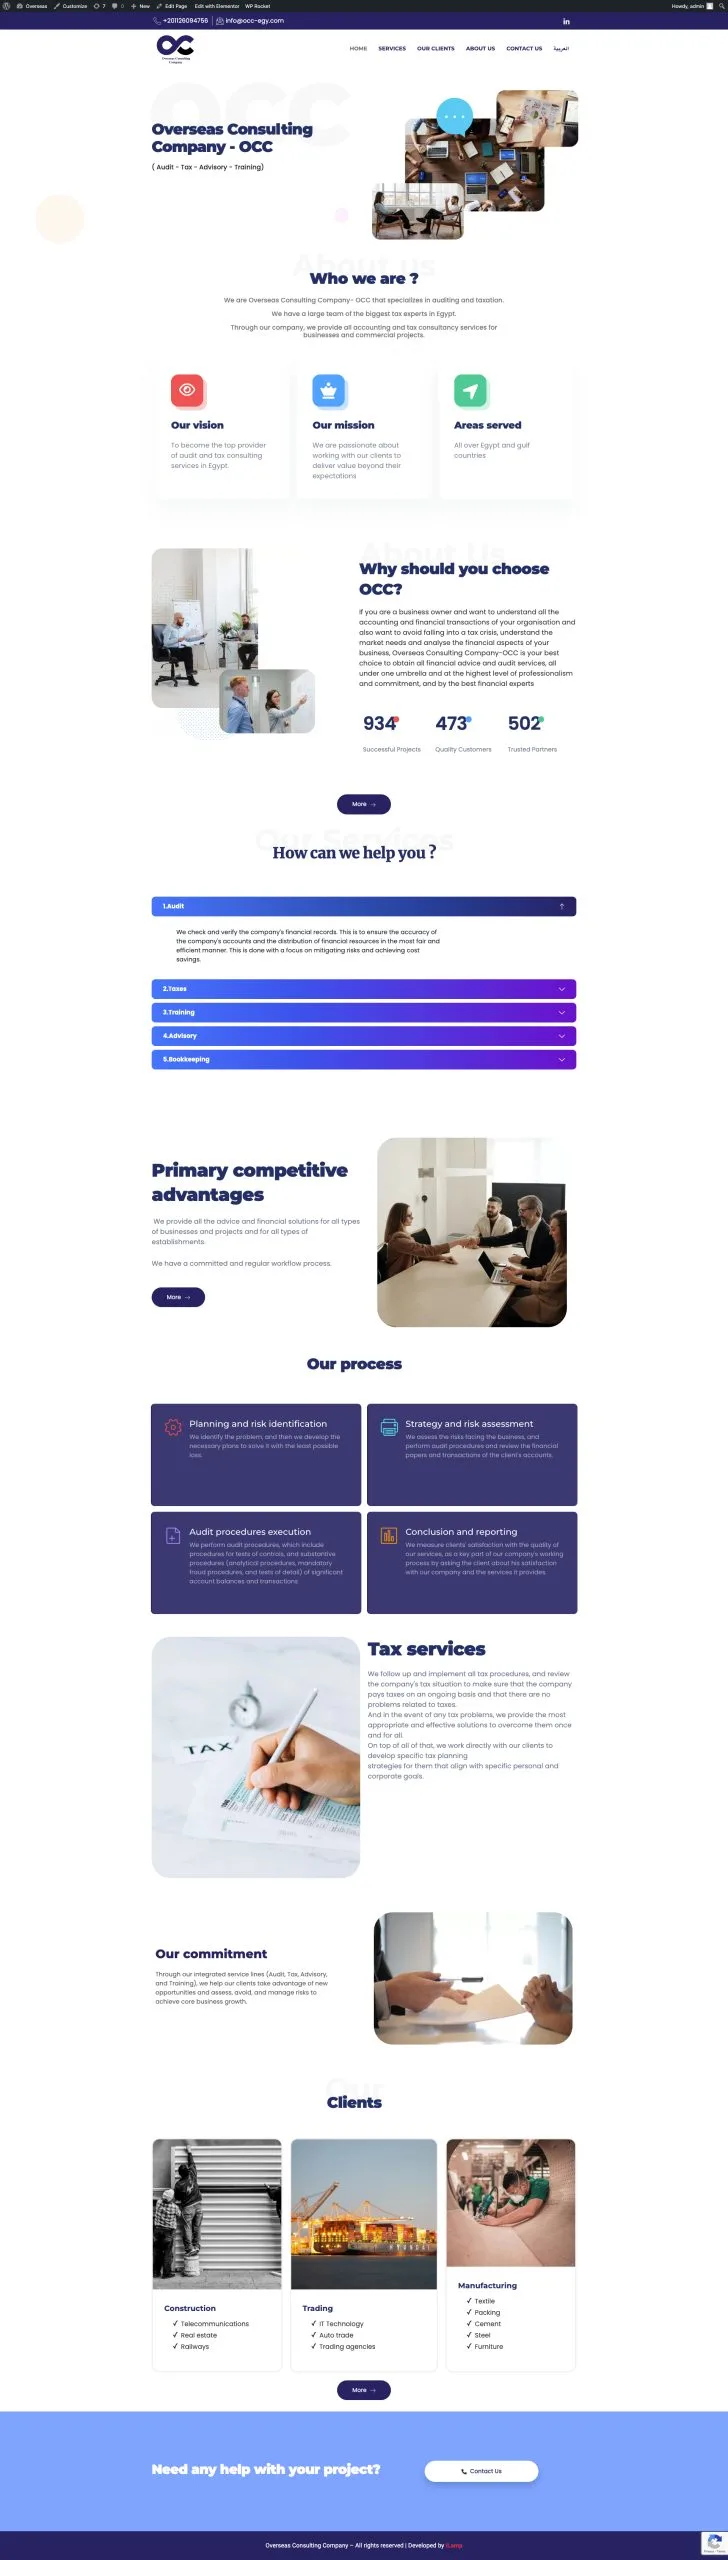 Overseas
Customize
7
0
New
Edit Page
Edit with Elementor
WP Rocket
Howdy, admin
+201126094756
info@occ-egy.com
in
OC
Overseas Consulting
Company
HOME
SERVICES
OUR CLIENTS
ABOUT US
CONTACT US
العربية
OCC
Overseas Consulting
Company - OCC
( Audit - Tax - Advisory - Training)
About us
Who we are ?
We are Overseas Consulting Company- OCC that specializes in auditing and taxation.
We have a large team of the biggest tax experts in Egypt.
Through our company, we provide all accounting and tax consultancy services for
businesses and commercial projects.
Our vision
To become the top provider
of audit and tax consulting
services in Egypt.
Our mission
We are passionate about
working with our clients to
deliver value beyond their
expectations
Areas served
All over Egypt and gulf
countries
About Us
Why should you choose
OCC?
If you are a business owner and want to understand all the
accounting and financial transactions of your organisation and
also want to avoid falling into a tax crisis, understand the
market needs and analyse the financial aspects of your
business, Overseas Consulting Company-OCC is your best
choice to obtain all financial advice and audit services, all
under one umbrella and at the highest level of professionalism
and commitment, and by the best financial experts
934
Successful Projects
473
Quality Customers
502
Trusted Partners
More
Our Services
How can we help you ?
1.Audit
We check and verify the company's financial records. This is to ensure the accuracy of
the company's accounts and the distribution of financial resources in the most fair and
efficient manner. This is done with a focus on mitigating risks and achieving cost
savings.
2.Taxes
3.Training
4.Advisory
5.Bookkeeping
Primary competitive
advantages
We provide all the advice and financial solutions for all types
of businesses and projects and for all types of
establishments.
We have a committed and regular workflow process.
More
Our process
Planning and risk identification
We identify the problem, and then we develop the
necessary plans to solve it with the least possible
loss.
Strategy and risk assessment
We assess the risks facing the business, and
perform audit procedures and review the financial
papers and transactions of the client's accounts.
Audit procedures execution
We perform audit procedures, which include
procedures for tests of controls, and substantive
procedures (analytical procedures, mandatory
fraud procedures, and tests of detail) of significant
account balances and transactions
Conclusion and reporting
We measure clients' satisfaction with the quality of
our services, as a key part of our company's working
process by asking the client about his satisfaction
with our company and the services it provides.
TAX
Tax services
We follow up and implement all tax procedures, and review
the company's tax situation to make sure that the company
pays taxes on an ongoing basis and that there are no
problems related to taxes.
And in the event of any tax problems, we provide the most
appropriate and effective solutions to overcome them once
and for all.
On top of all of that, we work directly with our clients to
develop specific tax planning
strategies for them that align with specific personal and
corporate goals.
Our commitment
Through our integrated service lines (Audit, Tax, Advisory,
and Training), we help our clients take advantage of new
opportunities and assess, avoid, and manage risks to
achieve core business growth.
Our
Clients
HYUNDAI
Construction
Telecommunications
Real estate
Railways
Trading
IT Technology
Auto trade
Trading agencies
Manufacturing
Textile
Packing
Cement
Steel
Furniture
More
Need any help with your project?
Contact Us
Overseas Consulting Company – All rights reserved | Developed by iLamp
Privacy - Terms